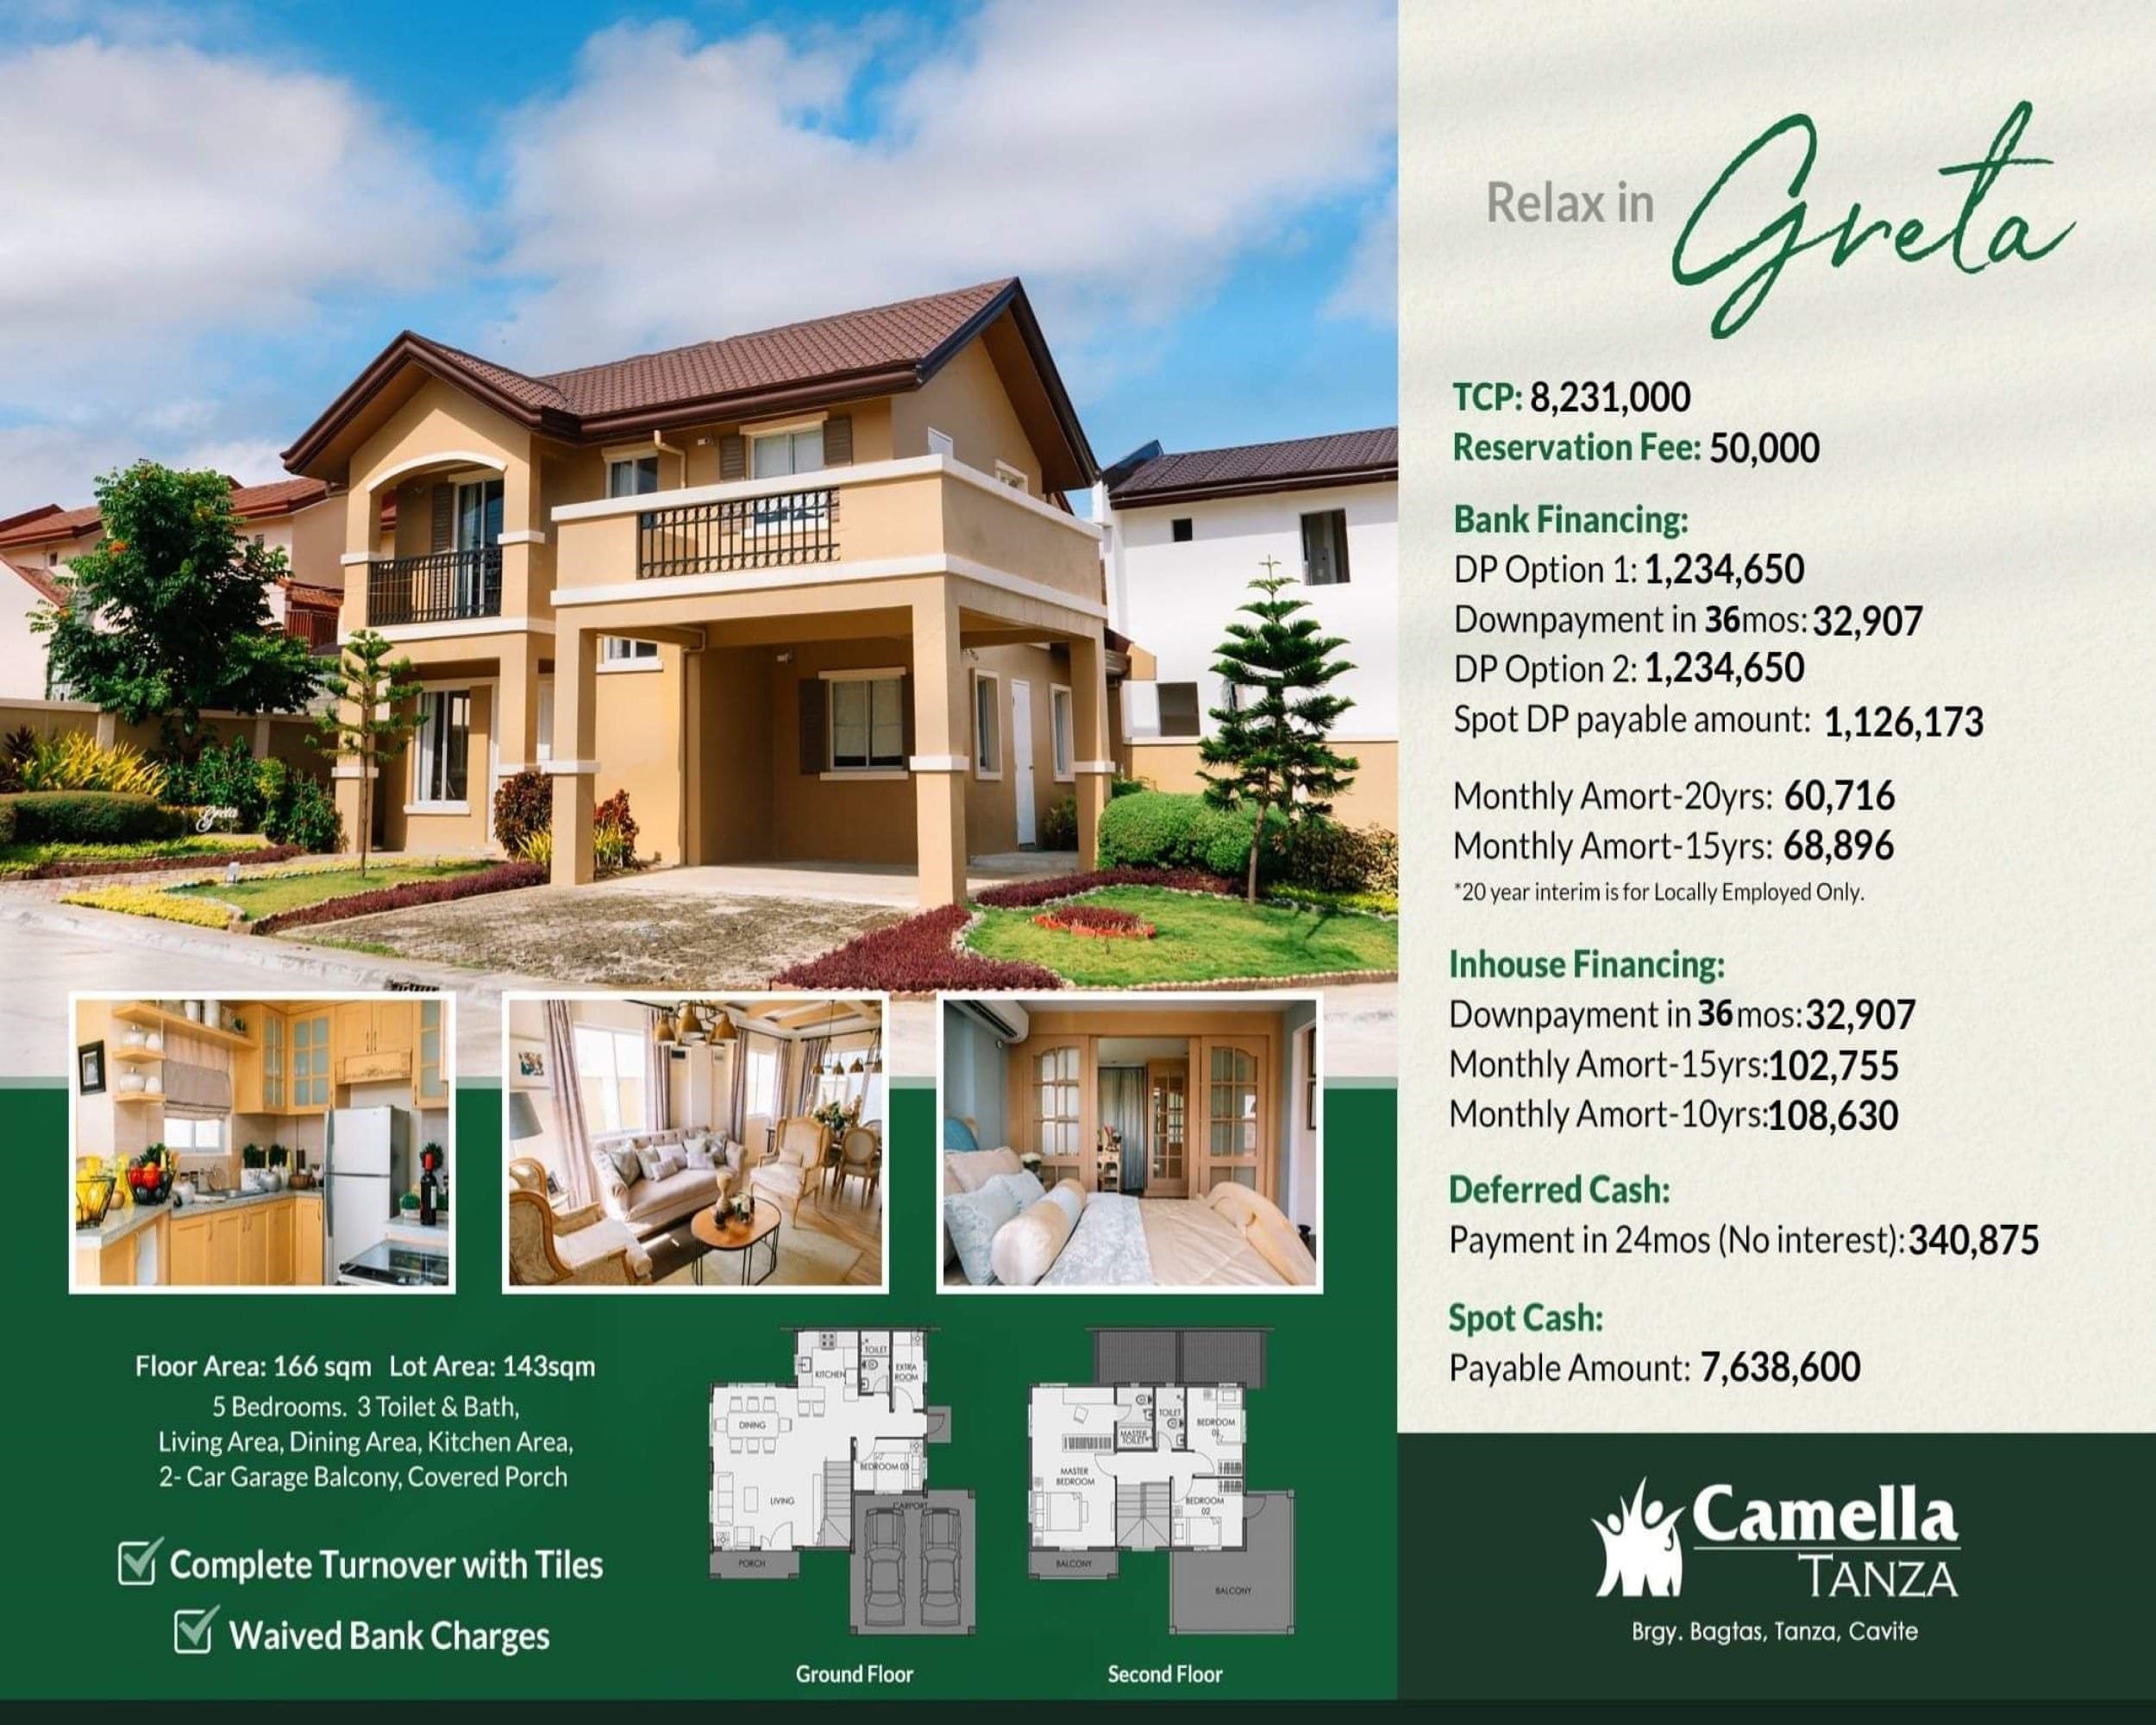 Relax in Greta
TCP: 8,231,000
Reservation Fee: 50,000
Bank Financing:
DP Option 1: 1,234,650
Downpayment in 36mos: 32,907
DP Option 2: 1,234,650
Spot DP payable amount: 1,126,173
Monthly Amort-20yrs: 60,716
Monthly Amort-15yrs: 68,896
*20 year interim is for Locally Employed Only.
Inhouse Financing:
Downpayment in 36mos:32,907
Monthly Amort-15yrs:102,755
Monthly Amort-10yrs:108,630
Deferred Cash:
Payment in 24mos (No interest):340,875
Spot Cash:
Payable Amount: 7,638,600
Camella
TANZA
Brgy. Bagtas, Tanza, Cavite
Greta
Floor Area: 166 sqm Lot Area: 143sqm
5 Bedrooms. 3 Toilet & Bath,
Living Area, Dining Area, Kitchen Area,
2- Car Garage Balcony, Covered Porch
Complete Turnover with Tiles
Waived Bank Charges
TOILET
KITCHEN
EXTRA
ROOM
DINING
BEDROOM 03
LIVING
CARPORT
PORCH
Ground Floor
TOILET
MASTER
TOILET
BEDROOM
01
MASTER
BEDROOM
BEDROOM
02
BALCONY
BALCONY
Second Floor